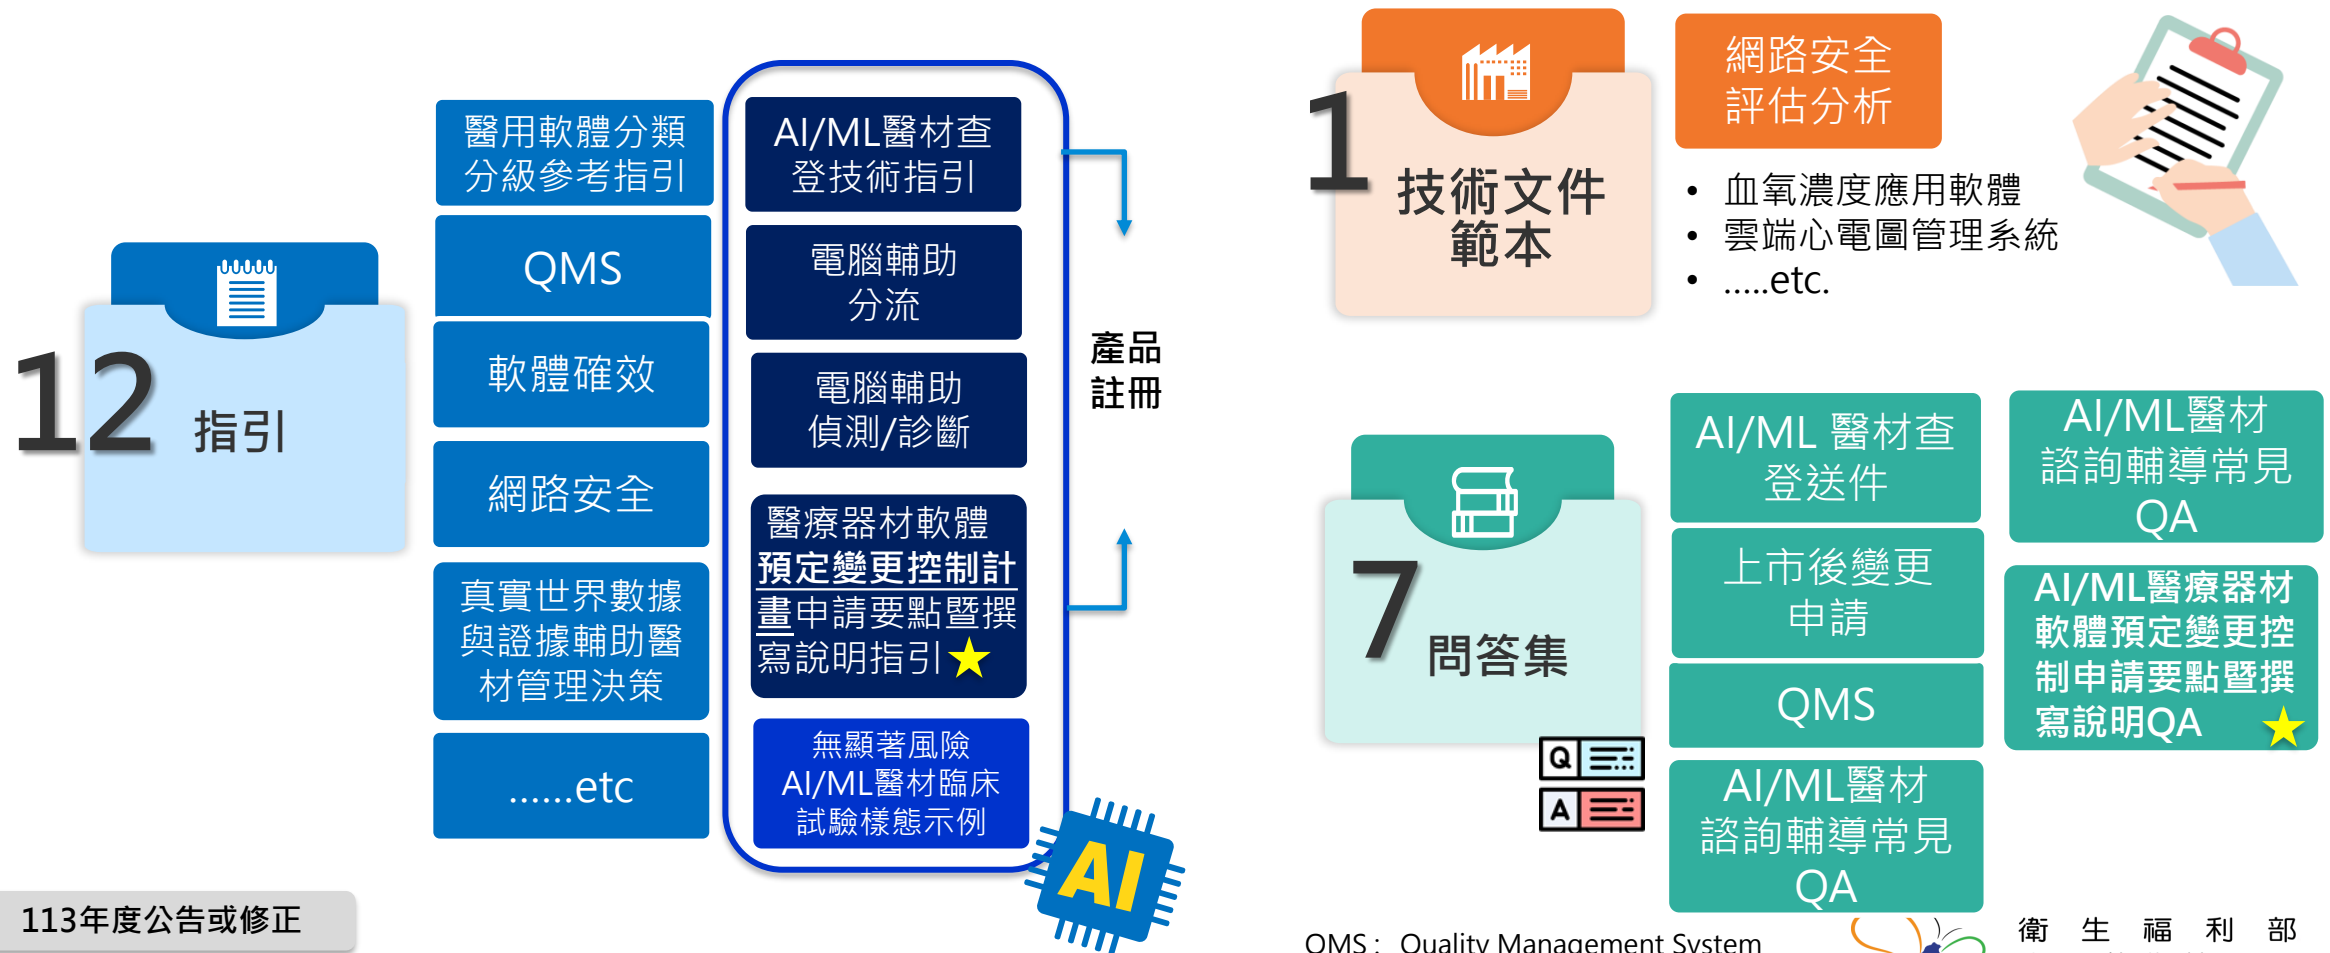 12
指引
醫用軟體分類
分級參考指引
QMS
軟體確效
網路安全
真實世界數據
與證據輔助醫
材管理決策
......etc
AI/ML醫材查
登技術指引
電腦輔助
分流
電腦輔助
偵測/診斷
醫療器材軟體
預定變更控制計
畫申請要點暨撰
寫說明指引
無顯著風險
AI/ML醫材臨床
試驗樣態示例
產品
註冊
AI
113年度公告或修正
1
技術文件
範本
網路安全
評估分析
• 血氧濃度應用軟體
• 雲端心電圖管理系統
• .....etc.
7
問答集
Q
A
AI/ML 醫材查
登送件
上市後變更
申請
QMS
AI/ML醫材
諮詢輔導常見
QA
AI/ML醫材
諮詢輔導常見
QA
AI/ML醫療器材
軟體預定變更控
制申請要點暨撰
寫說明QA
QMS： Quality Management System
衛生福利部